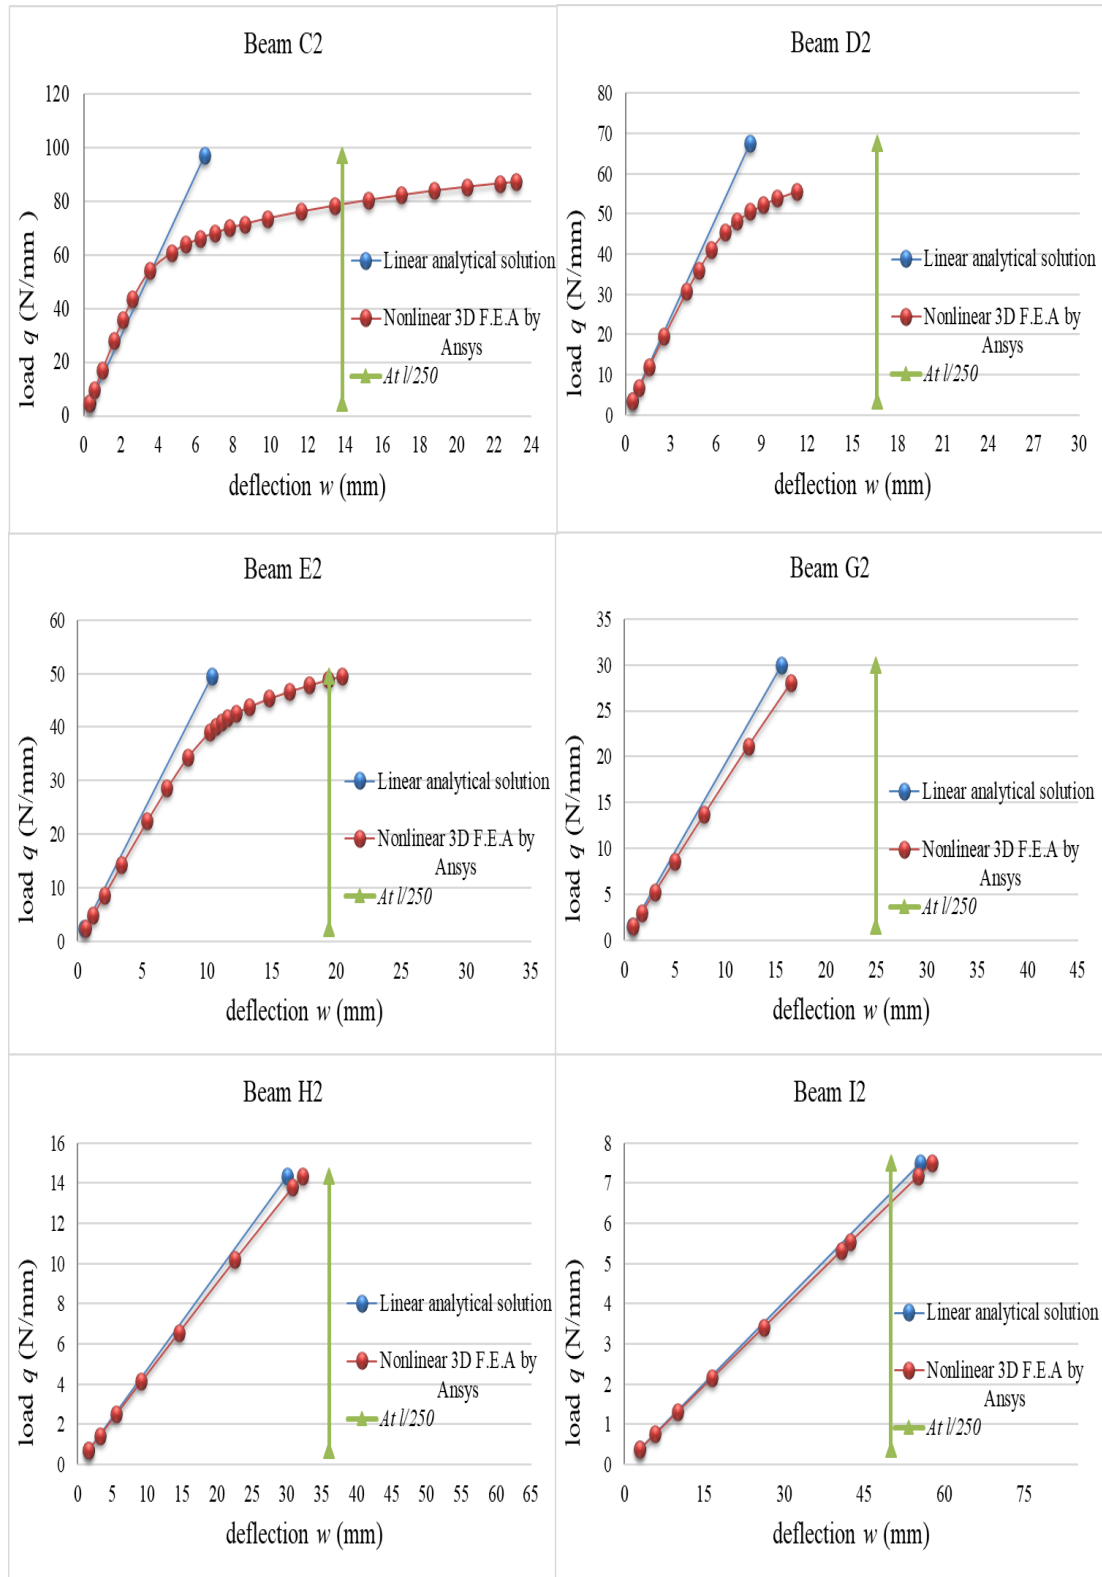 Beam C2
120
100
80
60
40
20
0
load q (N/mm)
0 2 4 6 8 10 12 14 16 18 20 22 24
deflection w (mm)
Linear analytical solution
Nonlinear 3D F.E.A by
Ansys
At l/250
Beam D2
80
70
60
50
40
30
20
10
0
load q (N/mm)
0 3 6 9 12 15 18 21 24 27 30
deflection w (mm)
Linear analytical solution
Nonlinear 3D F.E.A by
Ansys
At l/250
Beam E2
60
50
40
30
20
10
0
load q (N/mm)
0 5 10 15 20 25 30 35
deflection w (mm)
Linear analytical solution
Nonlinear 3D F.E.A by
Ansys
At l/250
Beam G2
35
30
25
20
15
10
5
0
load q (N/mm)
0 5 10 15 20 25 30 35 40 45
deflection w (mm)
Linear analytical solution
Nonlinear 3D F.E.A by
Ansys
At l/250
Beam H2
16
14
12
10
8
6
4
2
0
load q (N/mm)
0 5 10 15 20 25 30 35 40 45 50 55 60 65
deflection w (mm)
Linear analytical solution
Nonlinear 3D F.E.A by
Ansys
At l/250
Beam I2
8
7
6
5
4
3
2
1
0
load q (N/mm)
0 15 30 45 60 75
deflection w (mm)
Linear analytical solution
Nonlinear 3D F.E.A by
Ansys
At l/250